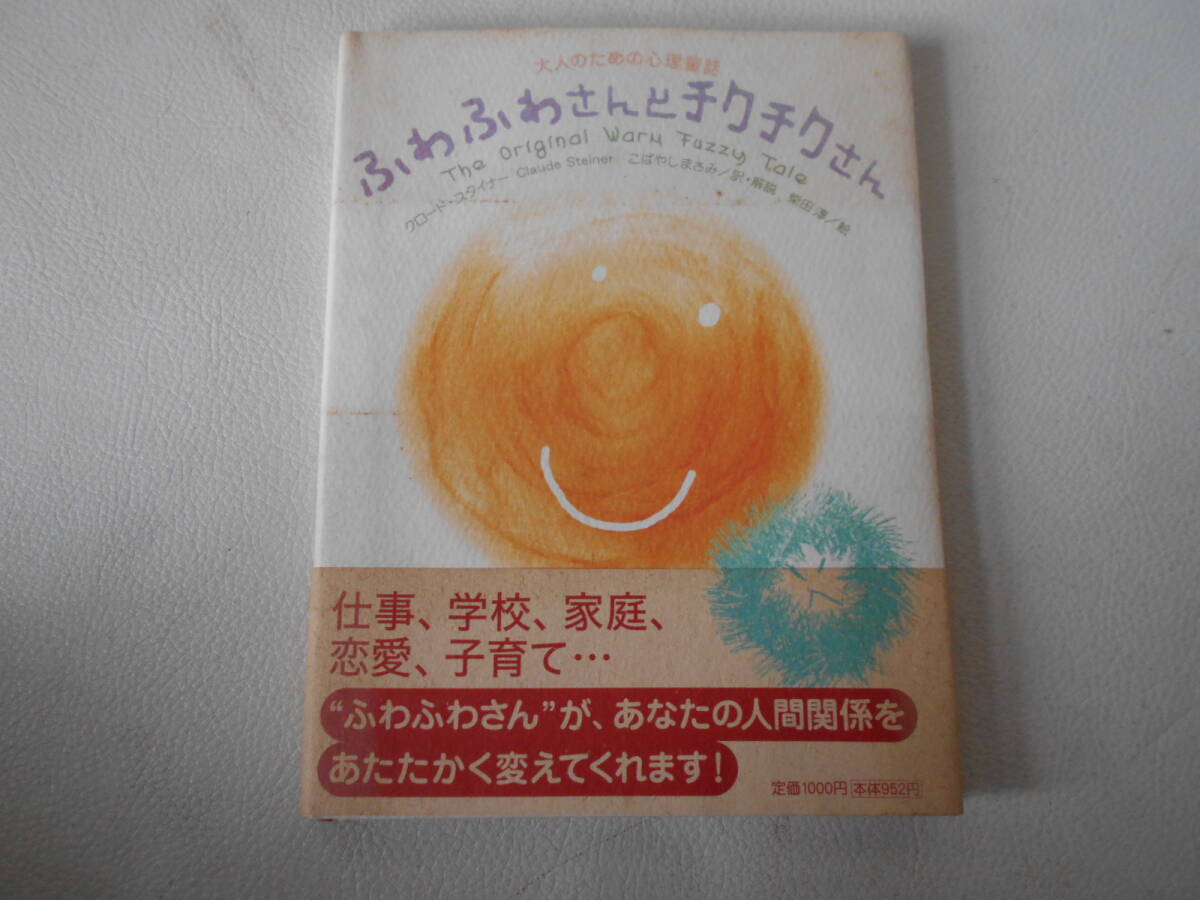 大人のための心理童話
ふわふわさんとチクチクさん
The Original Warm Fuzzy Tale
クロード・スタイナー Claude Steiner こばやしまさみ／訳・解説 柴田淳／絵
仕事、学校、家庭、
恋愛、子育て…
“ふわふわさん”が、あなたの人間関係を
あたたかく変えてくれます！
定価1000円 本体952円